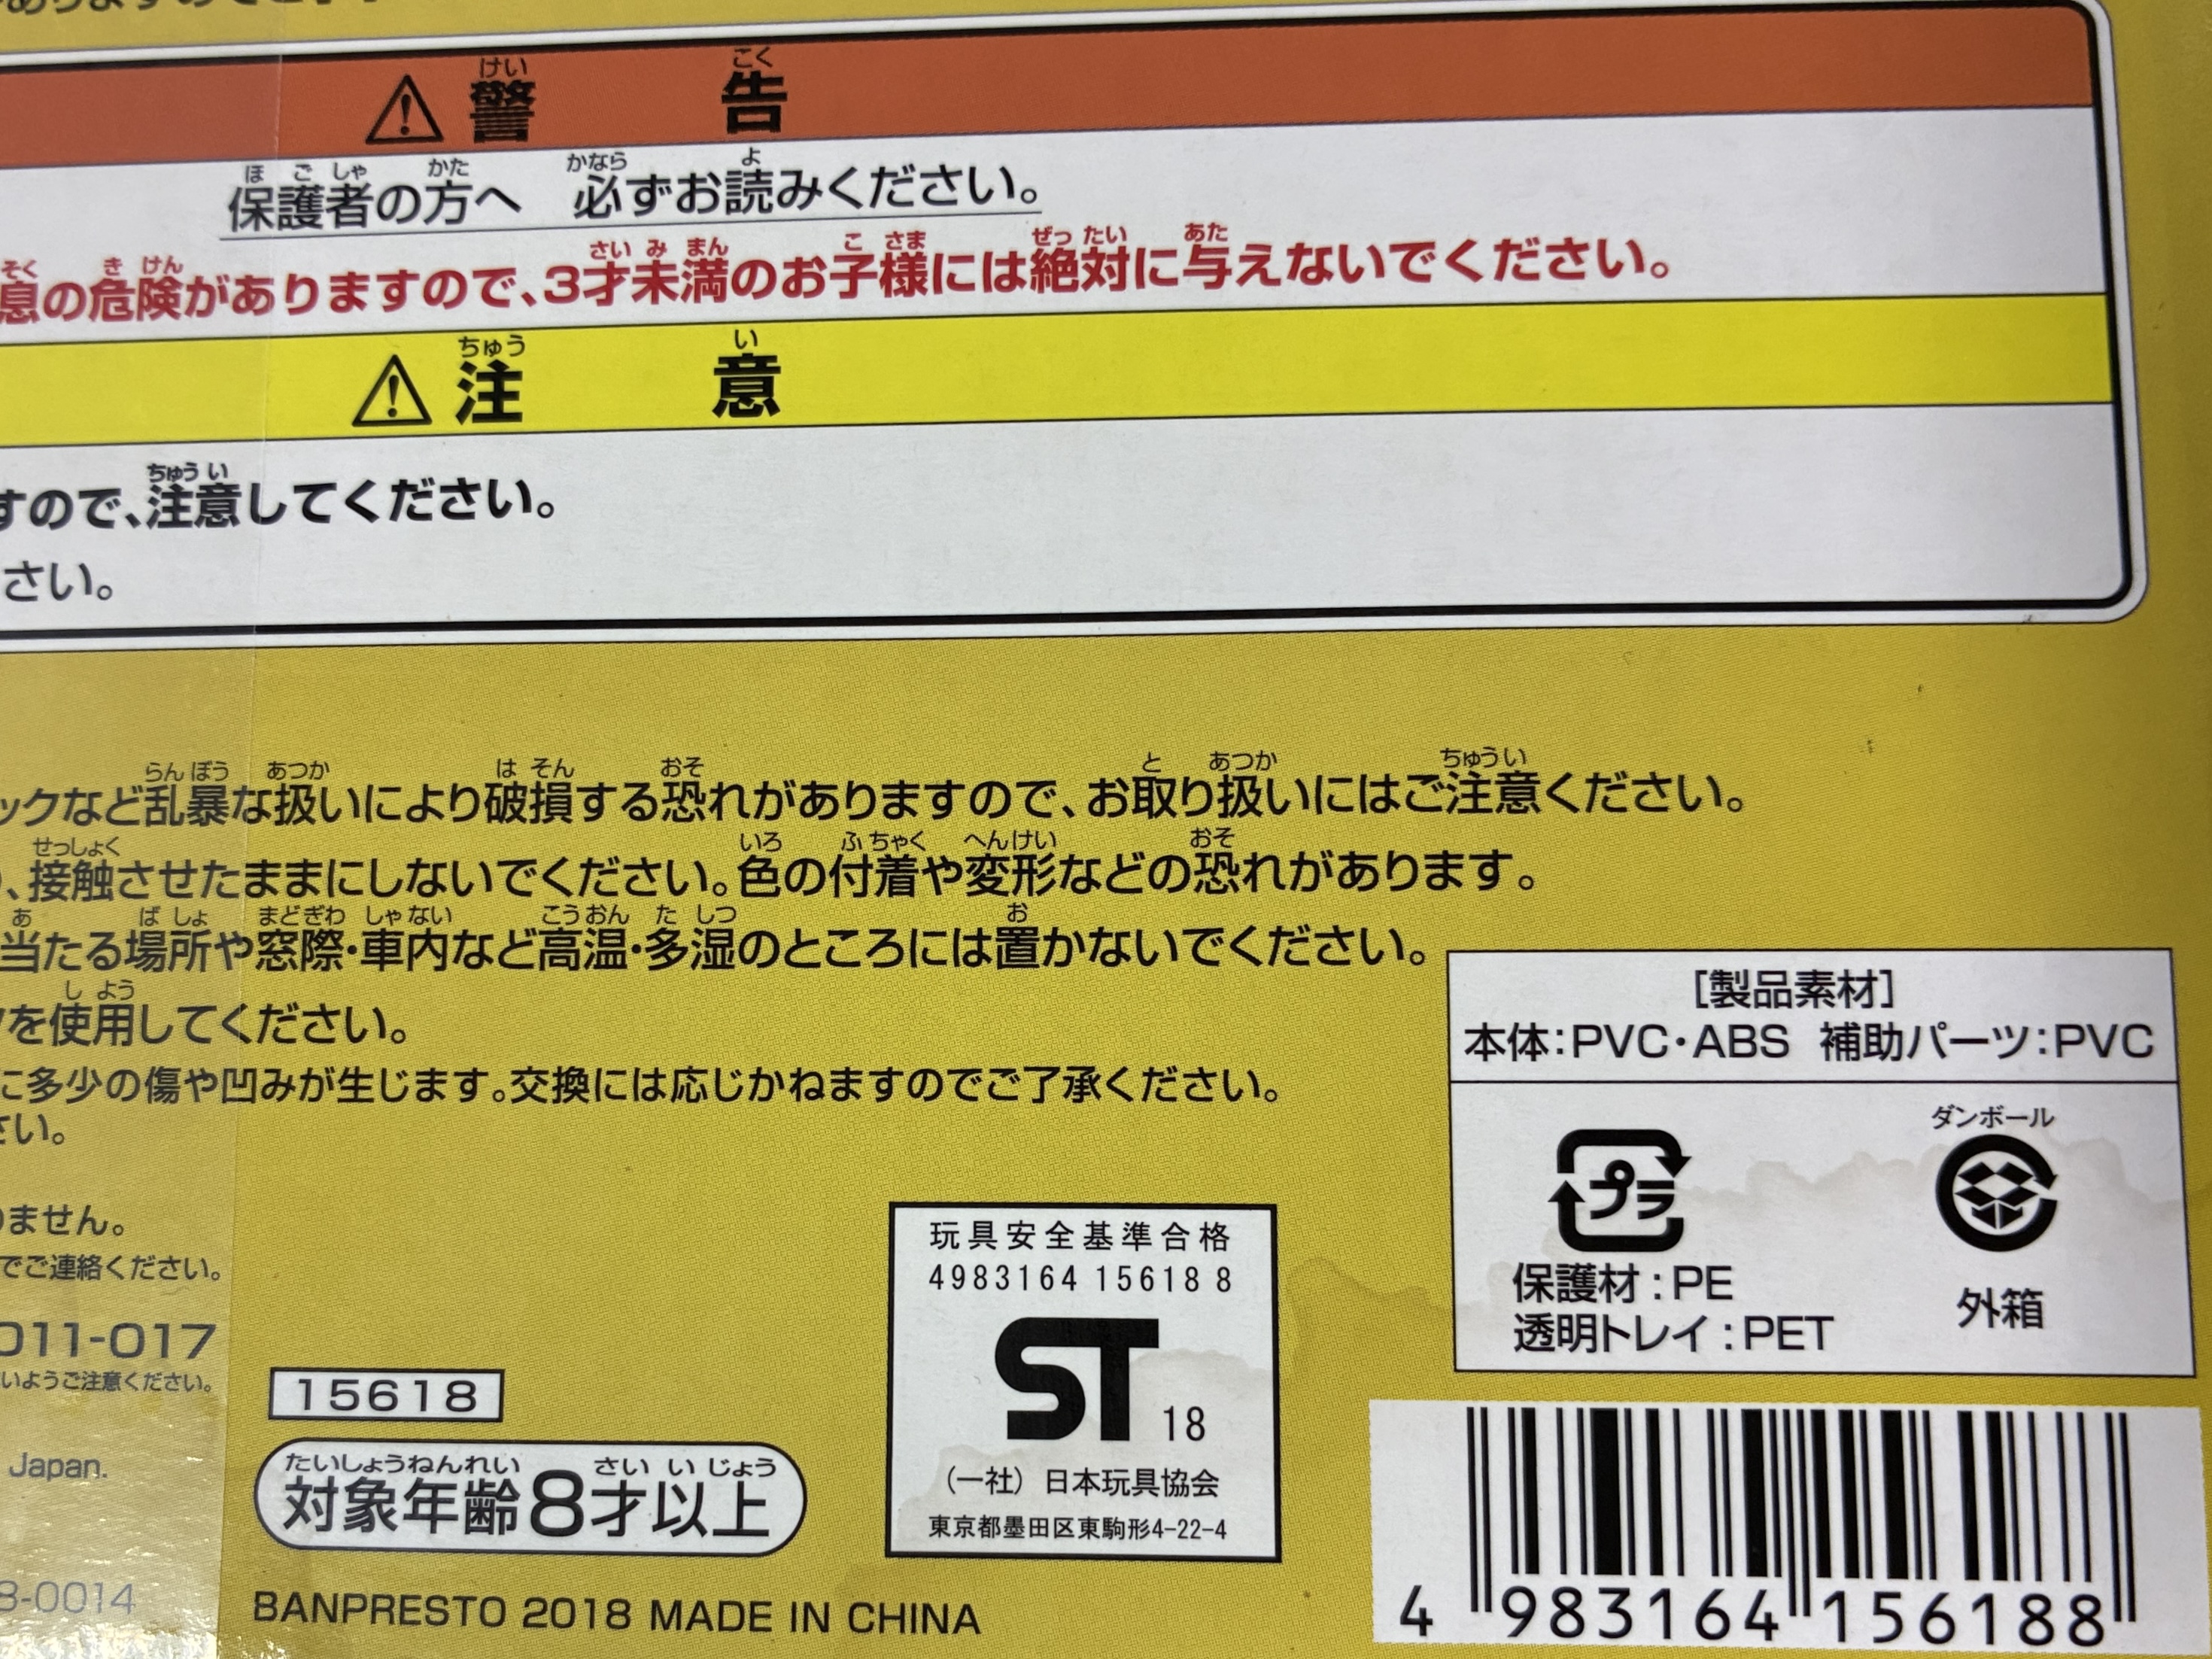 警告
保護者の方へ 必ずお読みください。
息の危険がありますので、3才未満のお子様には絶対に与えないでください。
注意
すので、注意してください。
さい。
ックなど乱暴な扱いにより破損する恐れがありますので、お取り扱いにはご注意ください。
、接触させたままにしないでください。色の付着や変形などの恐れがあります。
当たる場所や窓際・車内など高温・多湿のところには置かないでください。
を使用してください。
に多少の傷や凹みが生じます。交換には応じかねますのでご了承ください。
さい。
ません。
でご連絡ください。
011-017
いようご注意ください。
Japan.
8-0014
15618
対象年齢8才以上
BANPRESTO 2018 MADE IN CHINA
玩具安全基準合格
4983164 15618 8
ST 18
(一社) 日本玩具協会
東京都墨田区東駒形4-22-4
[製品素材]
本体:PVC・ABS 補助パーツ:PVC
プラ
保護材:PE
透明トレイ:PET
ダンボール
外箱
4 983164 156188